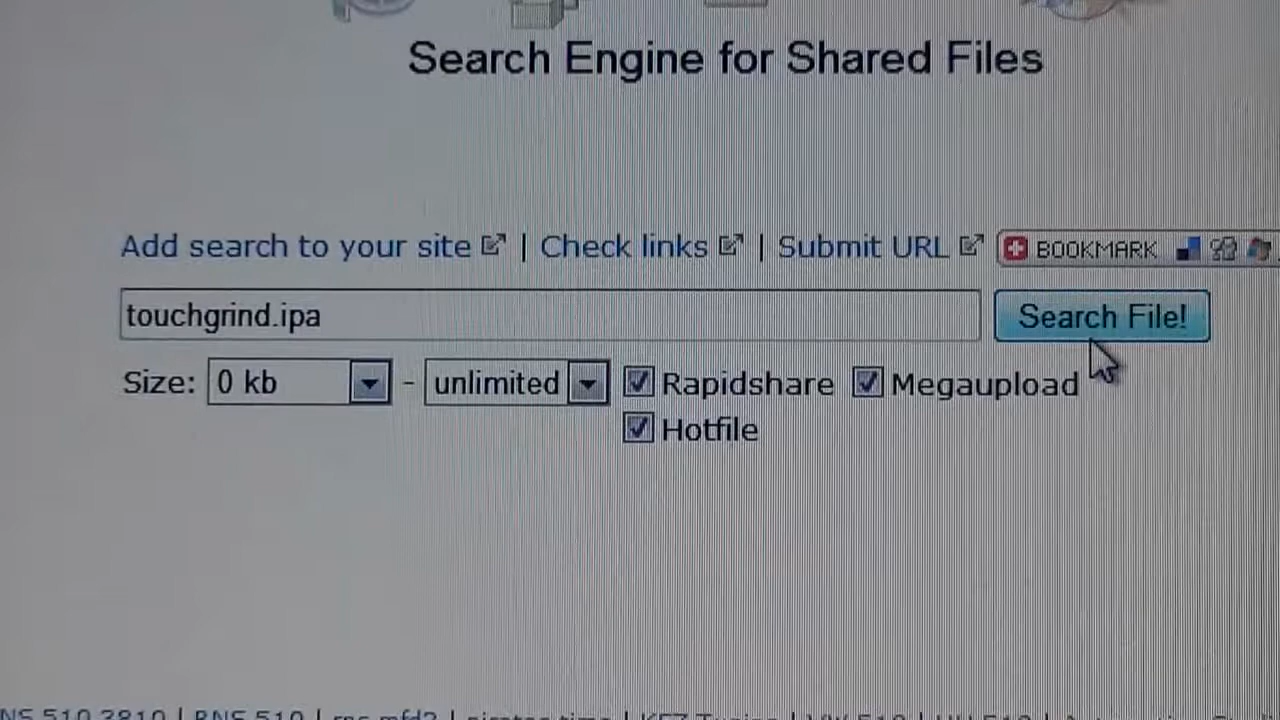 Search Engine for Shared Files
Add search to your site | Check links | Submit URL BOOKMARK
touchgrind.ipa Search File!
Size: 0 kb - unlimited Rapidshare Megaupload
Hotfile